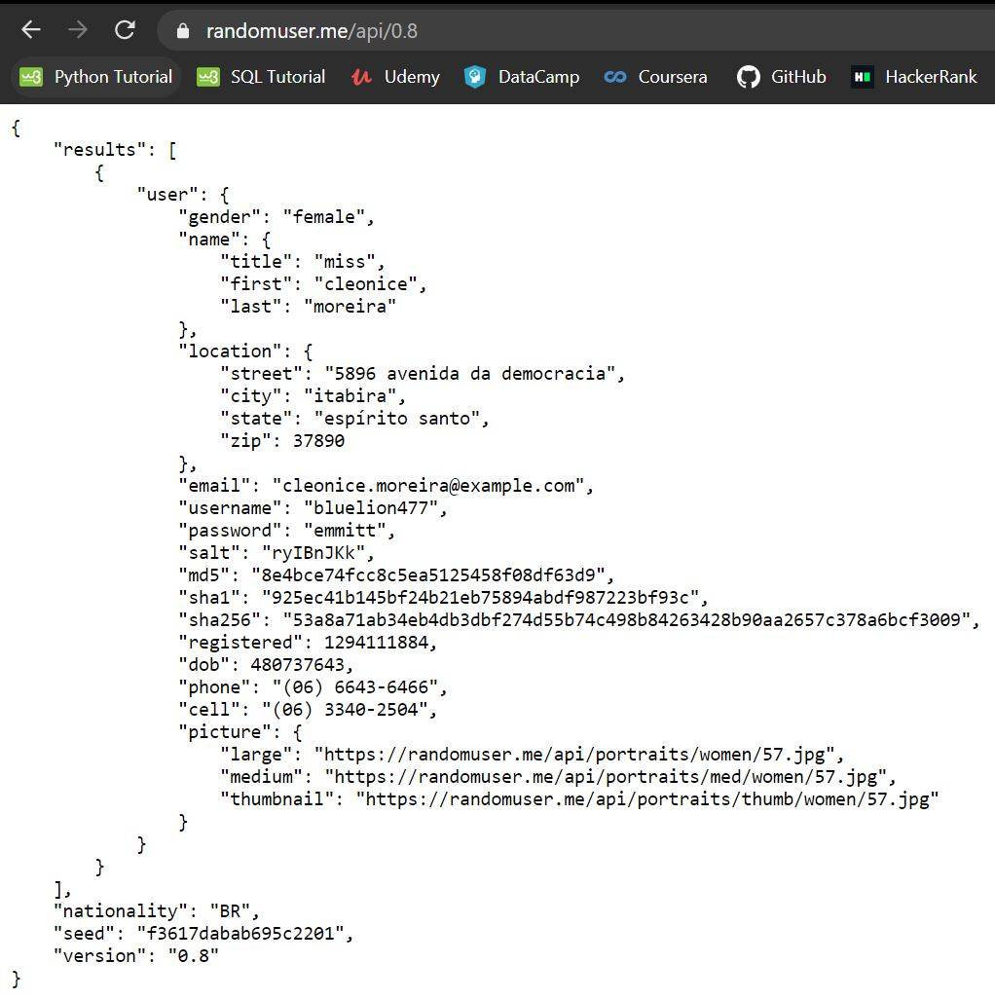 randomuser.me/api/0.8
Python Tutorial SQL Tutorial Udemy DataCamp Coursera GitHub HackerRank
{
    "results": [
        {
            "user": {
                "gender": "female",
                "name": {
                    "title": "miss",
                    "first": "cleonice",
                    "last": "moreira"
                },
                "location": {
                    "street": "5896 avenida da democracia",
                    "city": "itabira",
                    "state": "espírito santo",
                    "zip": 37890
                },
                "email": "cleonice.moreira@example.com",
                "username": "bluelion477",
                "password": "emmitt",
                "salt": "ryIBnJKk",
                "md5": "8e4bce74fcc8c5ea5125458f08df63d9",
                "sha1": "925ec41b145bf24b21eb75894abdf987223bf93c",
                "sha256": "53a8a71ab34eb4db3dbf274d55b74c498b84263428b90aa2657c378a6bcf3009",
                "registered": 1294111884,
                "dob": 480737643,
                "phone": "(06) 6643-6466",
                "cell": "(06) 3340-2504",
                "picture": {
                    "large": "https://randomuser.me/api/portraits/women/57.jpg",
                    "medium": "https://randomuser.me/api/portraits/med/women/57.jpg",
                    "thumbnail": "https://randomuser.me/api/portraits/thumb/women/57.jpg"
                }
            }
        }
    ],
    "nationality": "BR",
    "seed": "f3617dabab695c2201",
    "version": "0.8"
}